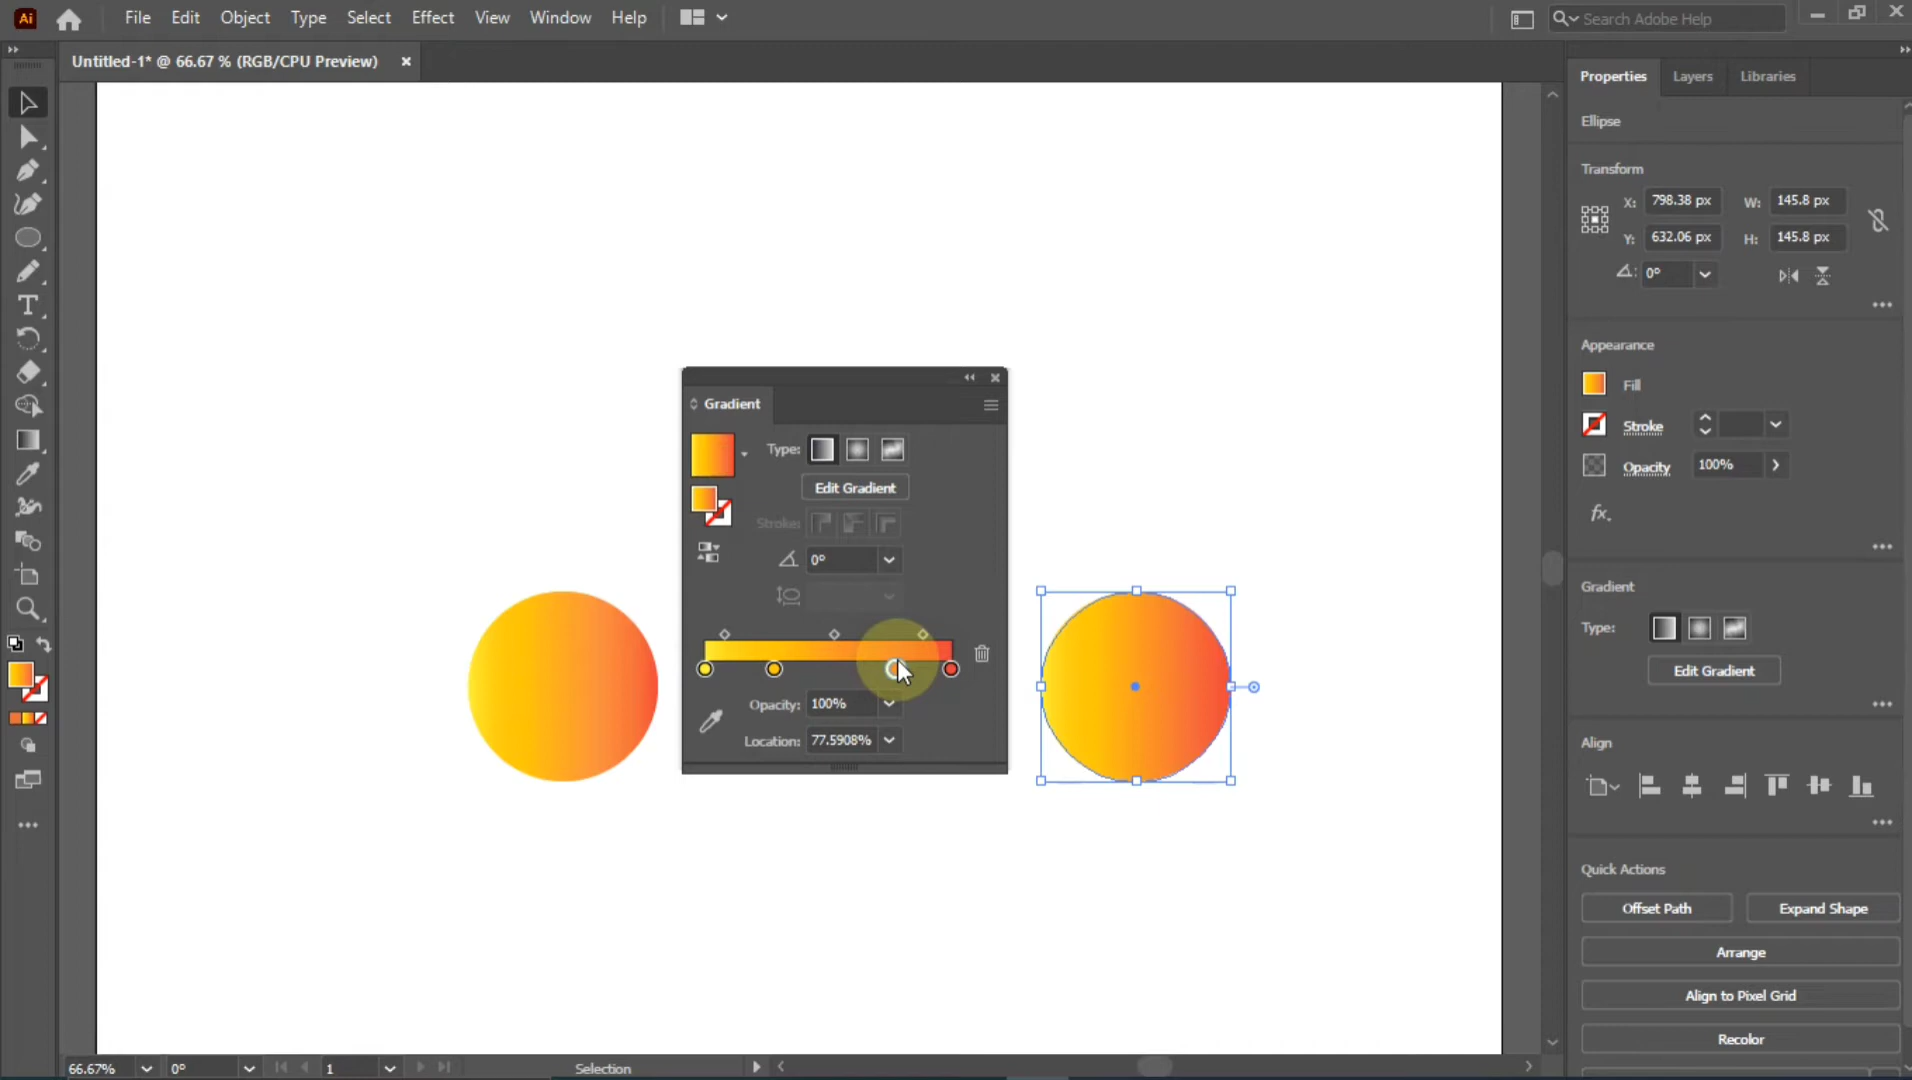 Ai File Edit Object Type Select Effect View Window Help Search Adobe Help
Untitled-1* @ 66.67 % (RGB/CPU Preview)
Gradient
Type:
Edit Gradient
Stroke:
0°
Opacity: 100%
Location: 77.5908%
Properties Layers Libraries
Ellipse
Transform
X: 798.38 px W: 145.8 px
Y: 632.06 px H: 145.8 px
0°
Appearance
Fill
Stroke
Opacity 100%
fx.
Gradient
Type:
Edit Gradient
Align
Quick Actions
Offset Path Expand Shape
Arrange
Align to Pixel Grid
Recolor
66.67% 0° 1 Selection